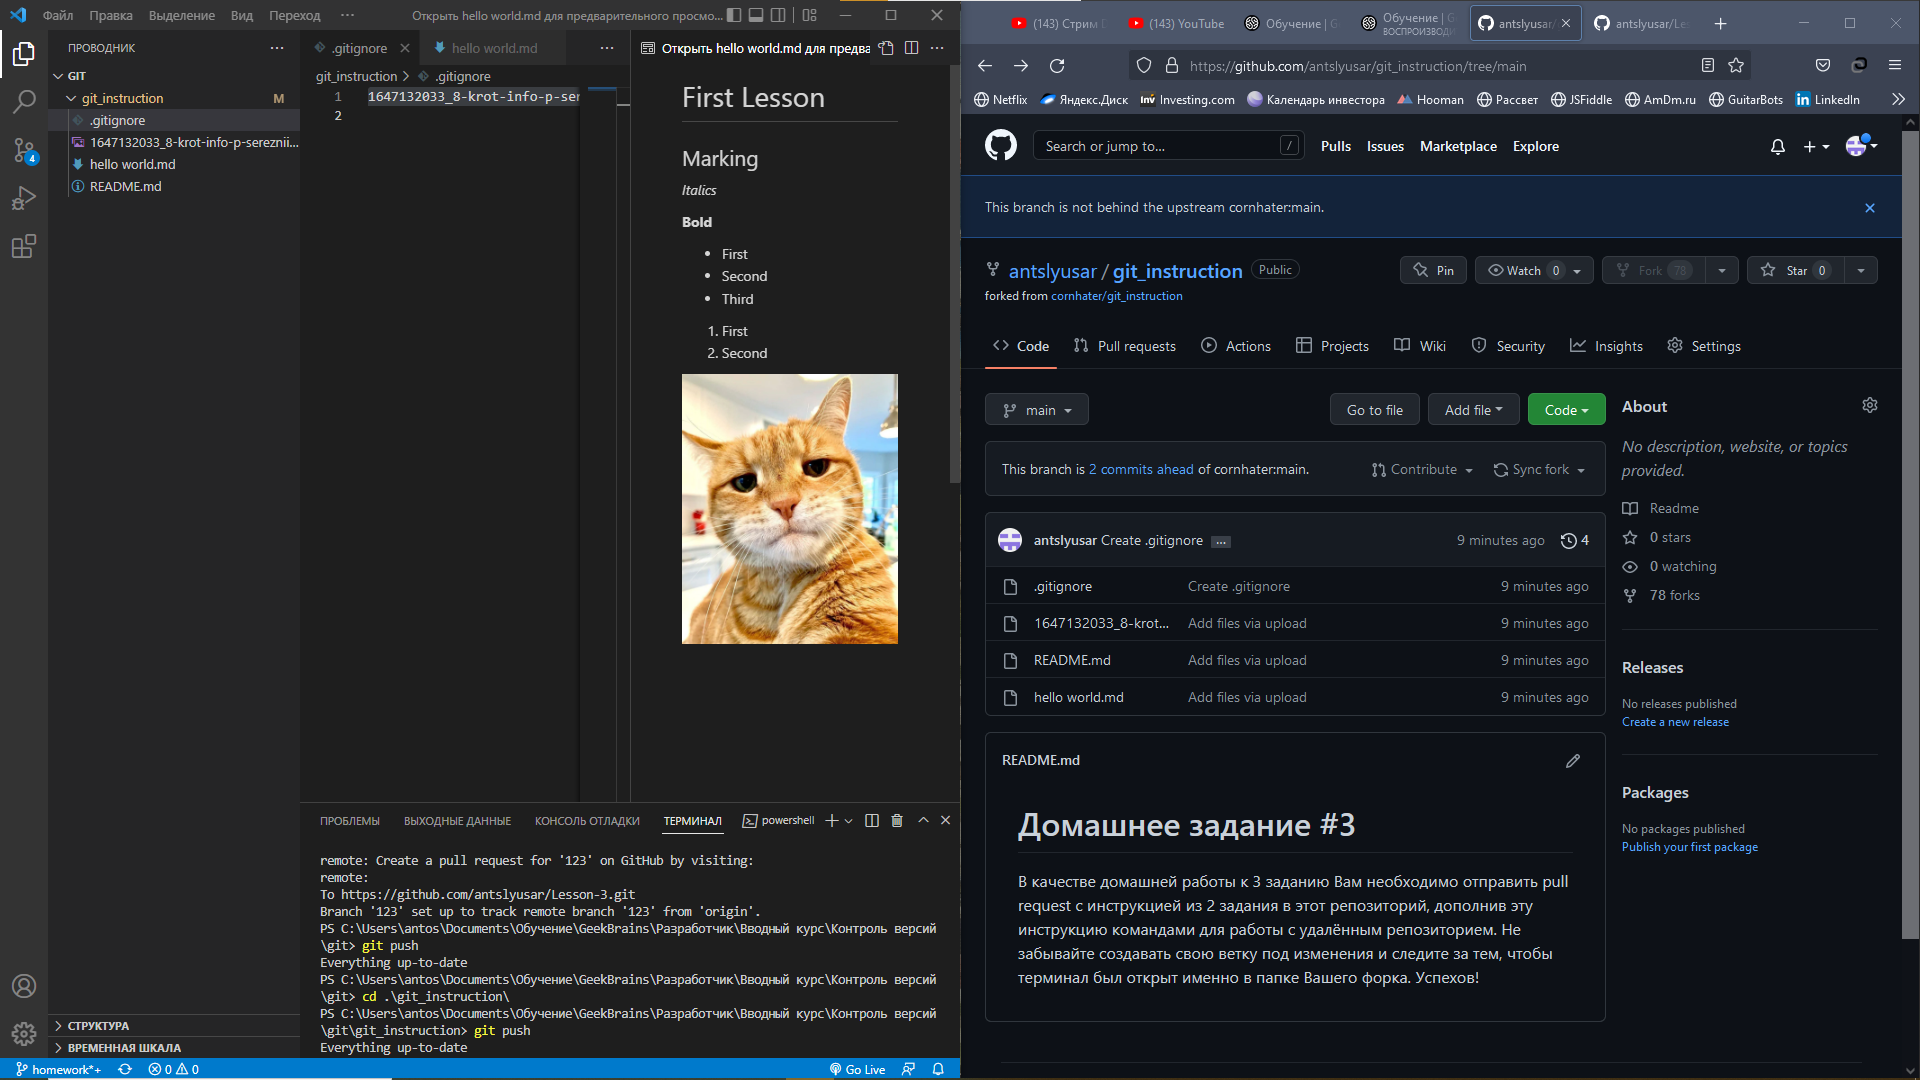 Файл Правка Выделение Вид Переход ··· Открыть hello world.md для предварительного просмо...
ПРОВОДНИК
GIT
git_instruction M
.gitignore
1647132033_8-krot-info-p-sereznii...
hello world.md
README.md
4
СТРУКТУРА
ВРЕМЕННАЯ ШКАЛА
.gitignore hello world.md
git_instruction > .gitignore
1 1647132033_8-krot-info-p-ser
2
Открыть hello world.md для предва
First Lesson
Marking
Italics
Bold
• First
• Second
• Third
1. First
2. Second
ПРОБЛЕМЫ ВЫХОДНЫЕ ДАННЫЕ КОНСОЛЬ ОТЛАДКИ ТЕРМИНАЛ powershell
remote: Create a pull request for '123' on GitHub by visiting:
remote:
To https://github.com/antslyusar/Lesson-3.git
Branch '123' set up to track remote branch '123' from 'origin'.
PS C:\Users\antos\Documents\Обучение\GeekBrains\Разработчик\Вводный курс\Контроль версий
\git> git push
Everything up-to-date
PS C:\Users\antos\Documents\Обучение\GeekBrains\Разработчик\Вводный курс\Контроль версий
\git> cd .\git_instruction\
PS C:\Users\antos\Documents\Обучение\GeekBrains\Разработчик\Вводный курс\Контроль версий
\git\git_instruction> git push
Everything up-to-date
homework*+ 0 0 Go Live
(143) Стрим (143) YouTube Обучение | G Обучение | G ВОСПРОИЗВОДИ antslyusar/ antslyusar/Le
https://github.com/antslyusar/git_instruction/tree/main
Netflix Яндекс.Диск Investing.com Календарь инвестора Hooman Рассвет JSFiddle AmDm.ru GuitarBots LinkedIn
Search or jump to... / Pulls Issues Marketplace Explore
This branch is not behind the upstream cornhater:main.
antslyusar / git_instruction Public Pin Watch 0 Fork 78 Star 0
forked from cornhater/git_instruction
Code Pull requests Actions Projects Wiki Security Insights Settings
main Go to file Add file Code
This branch is 2 commits ahead of cornhater:main. Contribute Sync fork
antslyusar Create .gitignore ... 9 minutes ago 4
.gitignore Create .gitignore 9 minutes ago
1647132033_8-krot... Add files via upload 9 minutes ago
README.md Add files via upload 9 minutes ago
hello world.md Add files via upload 9 minutes ago
README.md
Домашнее задание #3
В качестве домашней работы к 3 заданию Вам необходимо отправить pull
request с инструкцией из 2 задания в этот репозиторий, дополнив эту
инструкцию командами для работы с удалённым репозиторием. Не
забывайте создавать свою ветку под изменения и следите за тем, чтобы
терминал был открыт именно в папке Вашего форка. Успехов!
About
No description, website, or topics
provided.
Readme
0 stars
0 watching
78 forks
Releases
No releases published
Create a new release
Packages
No packages published
Publish your first package